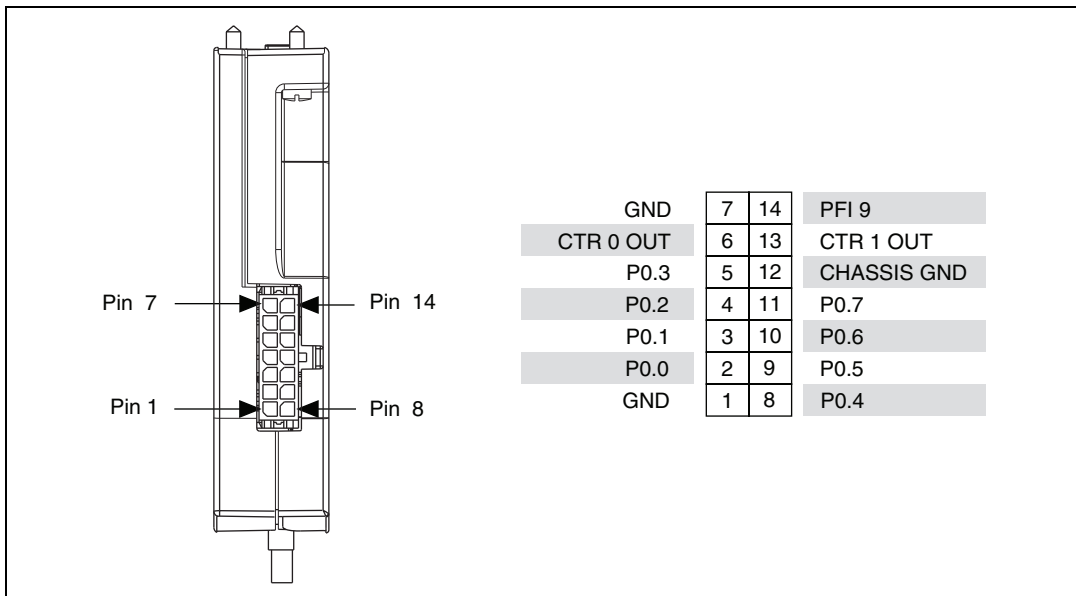 Pin 7
Pin 14
Pin 1
Pin 8
GND 7 14 PFI 9
CTR 0 OUT 6 13 CTR 1 OUT
P0.3 5 12 CHASSIS GND
P0.2 4 11 P0.7
P0.1 3 10 P0.6
P0.0 2 9 P0.5
GND 1 8 P0.4